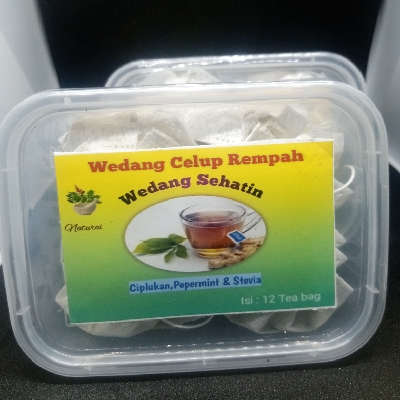 Wedang Celup Rempah
Wedang Sehatin
Natural
Ciplukan,Pepermint & Stevia
Isi : 12 Tea bag